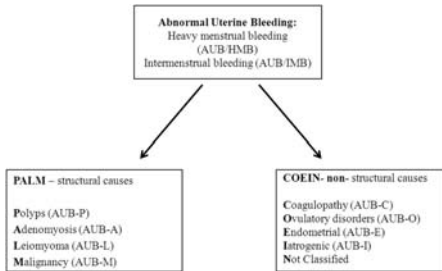 Abnormal Uterine Bleeding:
Heavy menstrual bleeding
(AUB/HMB)
Intermenstrual bleeding (AUB/IMB)
PALM – structural causes
Polyps (AUB-P)
Adenomyosis (AUB-A)
Leiomyoma (AUB-L)
Malignancy (AUB-M)
COEIN- non- structural causes
Coagulopathy (AUB-C)
Ovulatory disorders (AUB-O)
Endometrial (AUB-E)
Iatrogenic (AUB-I)
Not Classified